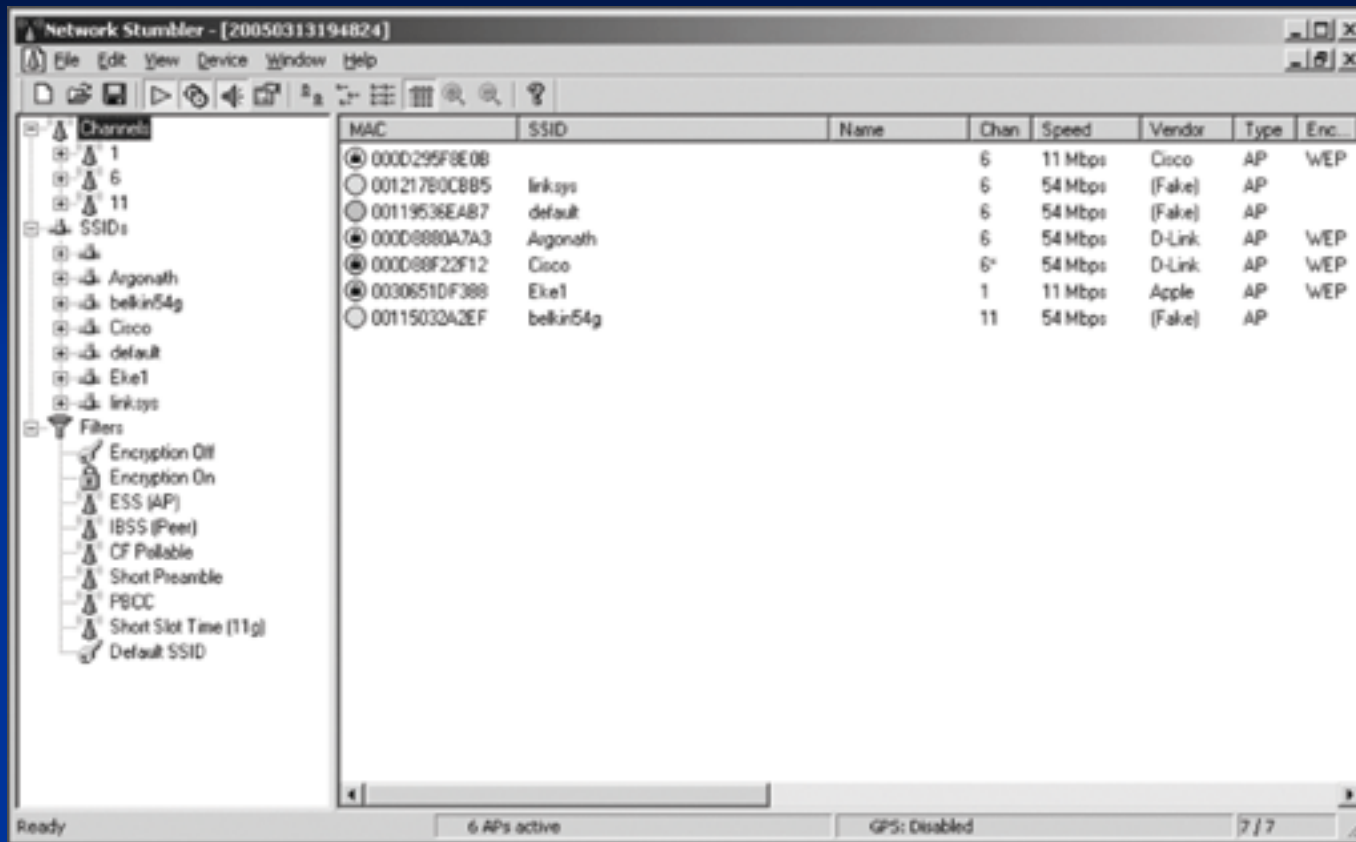 Network Stumbler - [20050313194824]
File Edit View Device Window Help
Channels
1
6
11
SSIDs
Argonath
belkin54g
Cisco
default
Eke1
linksys
Filters
Encryption Off
Encryption On
ESS (AP)
IBSS (Peer)
CF Pollable
Short Preamble
PBCC
Short Slot Time (11g)
Default SSID
MAC SSID Name Chan Speed Vendor Type Enc...
000D295F8E0B 6 11 Mbps Cisco AP WEP
001217B0CBB5 linksys 6 54 Mbps (Fake) AP
00119536EAB7 default 6 54 Mbps (Fake) AP
000D8880A7A3 Argonath 6 54 Mbps D-Link AP WEP
000D88F22F12 Cisco 6* 54 Mbps D-Link AP WEP
0030651DF388 Eke1 1 11 Mbps Apple AP WEP
00115032A2EF belkin54g 11 54 Mbps (Fake) AP
Ready 6 APs active GPS: Disabled 7 / 7